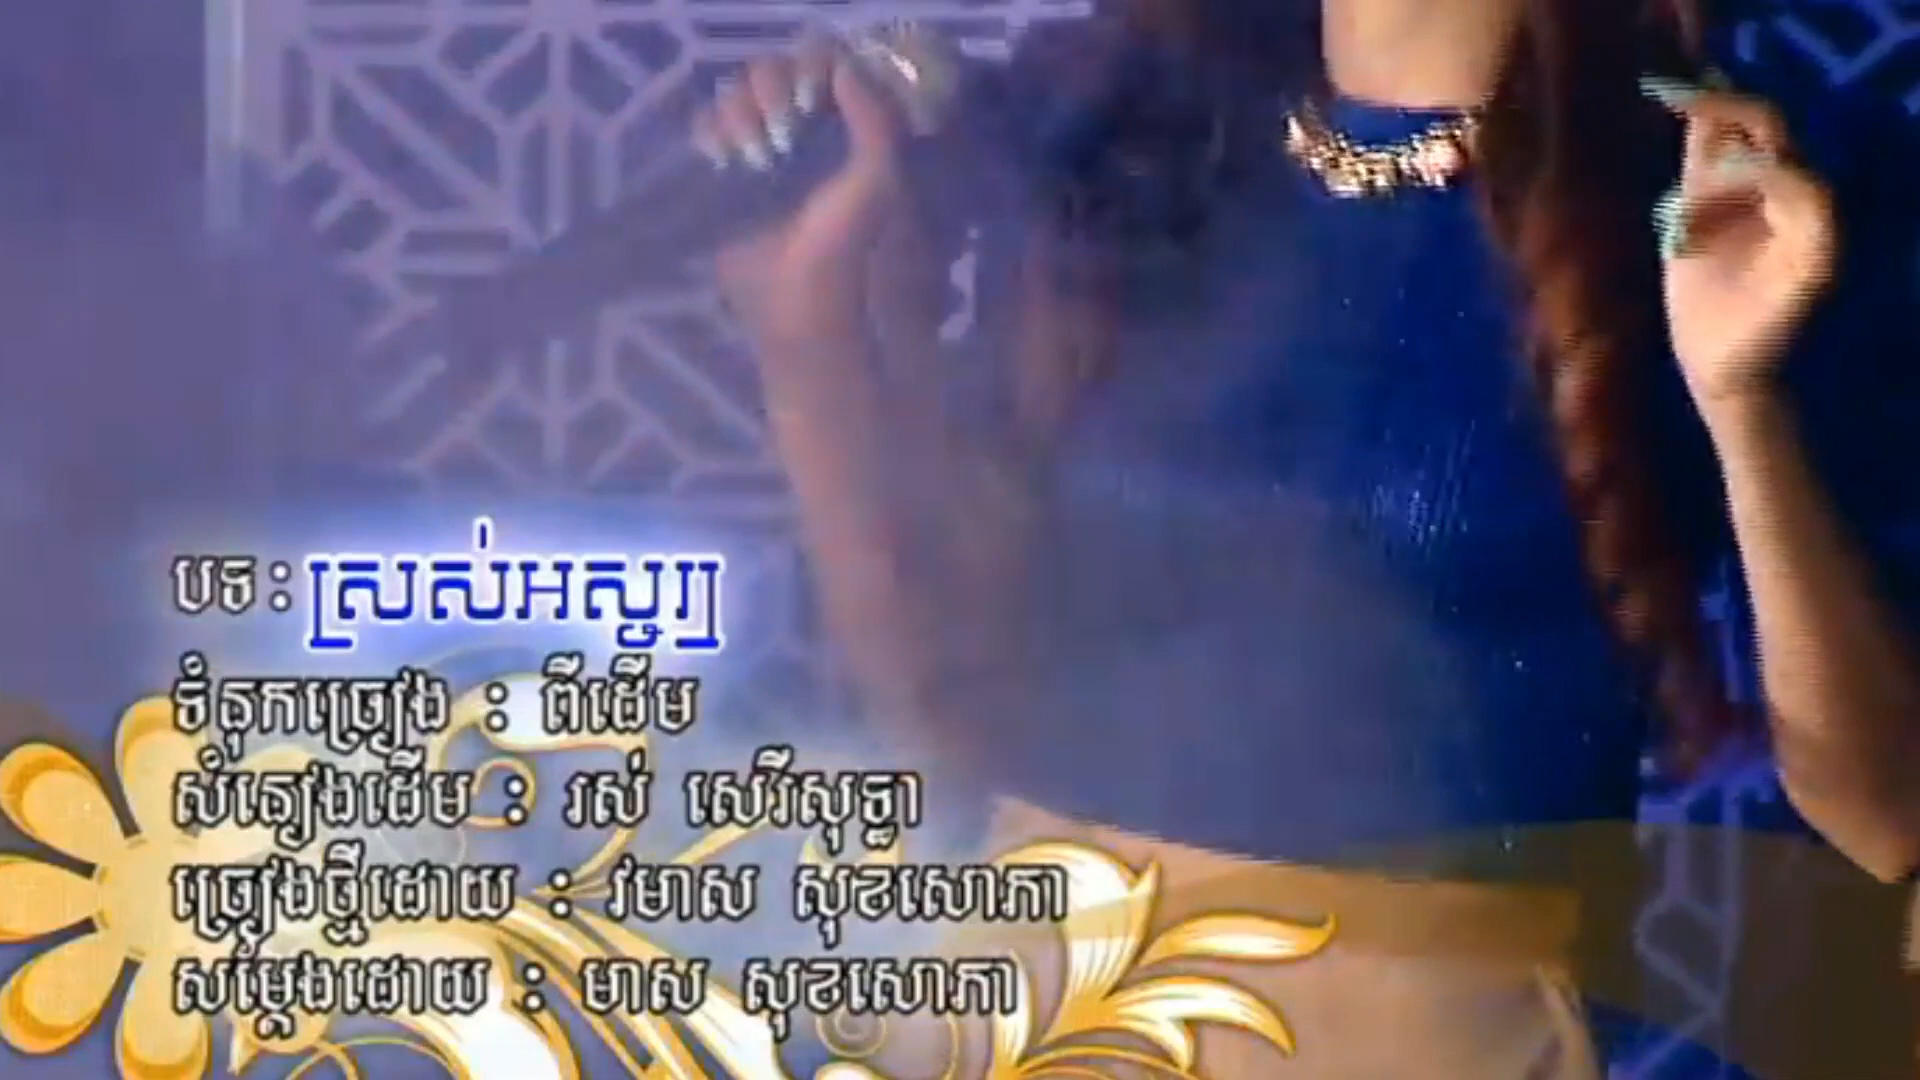 បទ : ស្រស់អស្ចារ្យ
ទំនុកច្រៀង : ពីដើម
សំនៀងដើម : រស់ សេរីសុទ្ធា
ច្រៀងថ្មីដោយ : វមាស សុខសោភា
សម្ដែងដោយ : មាស សុខសោភា